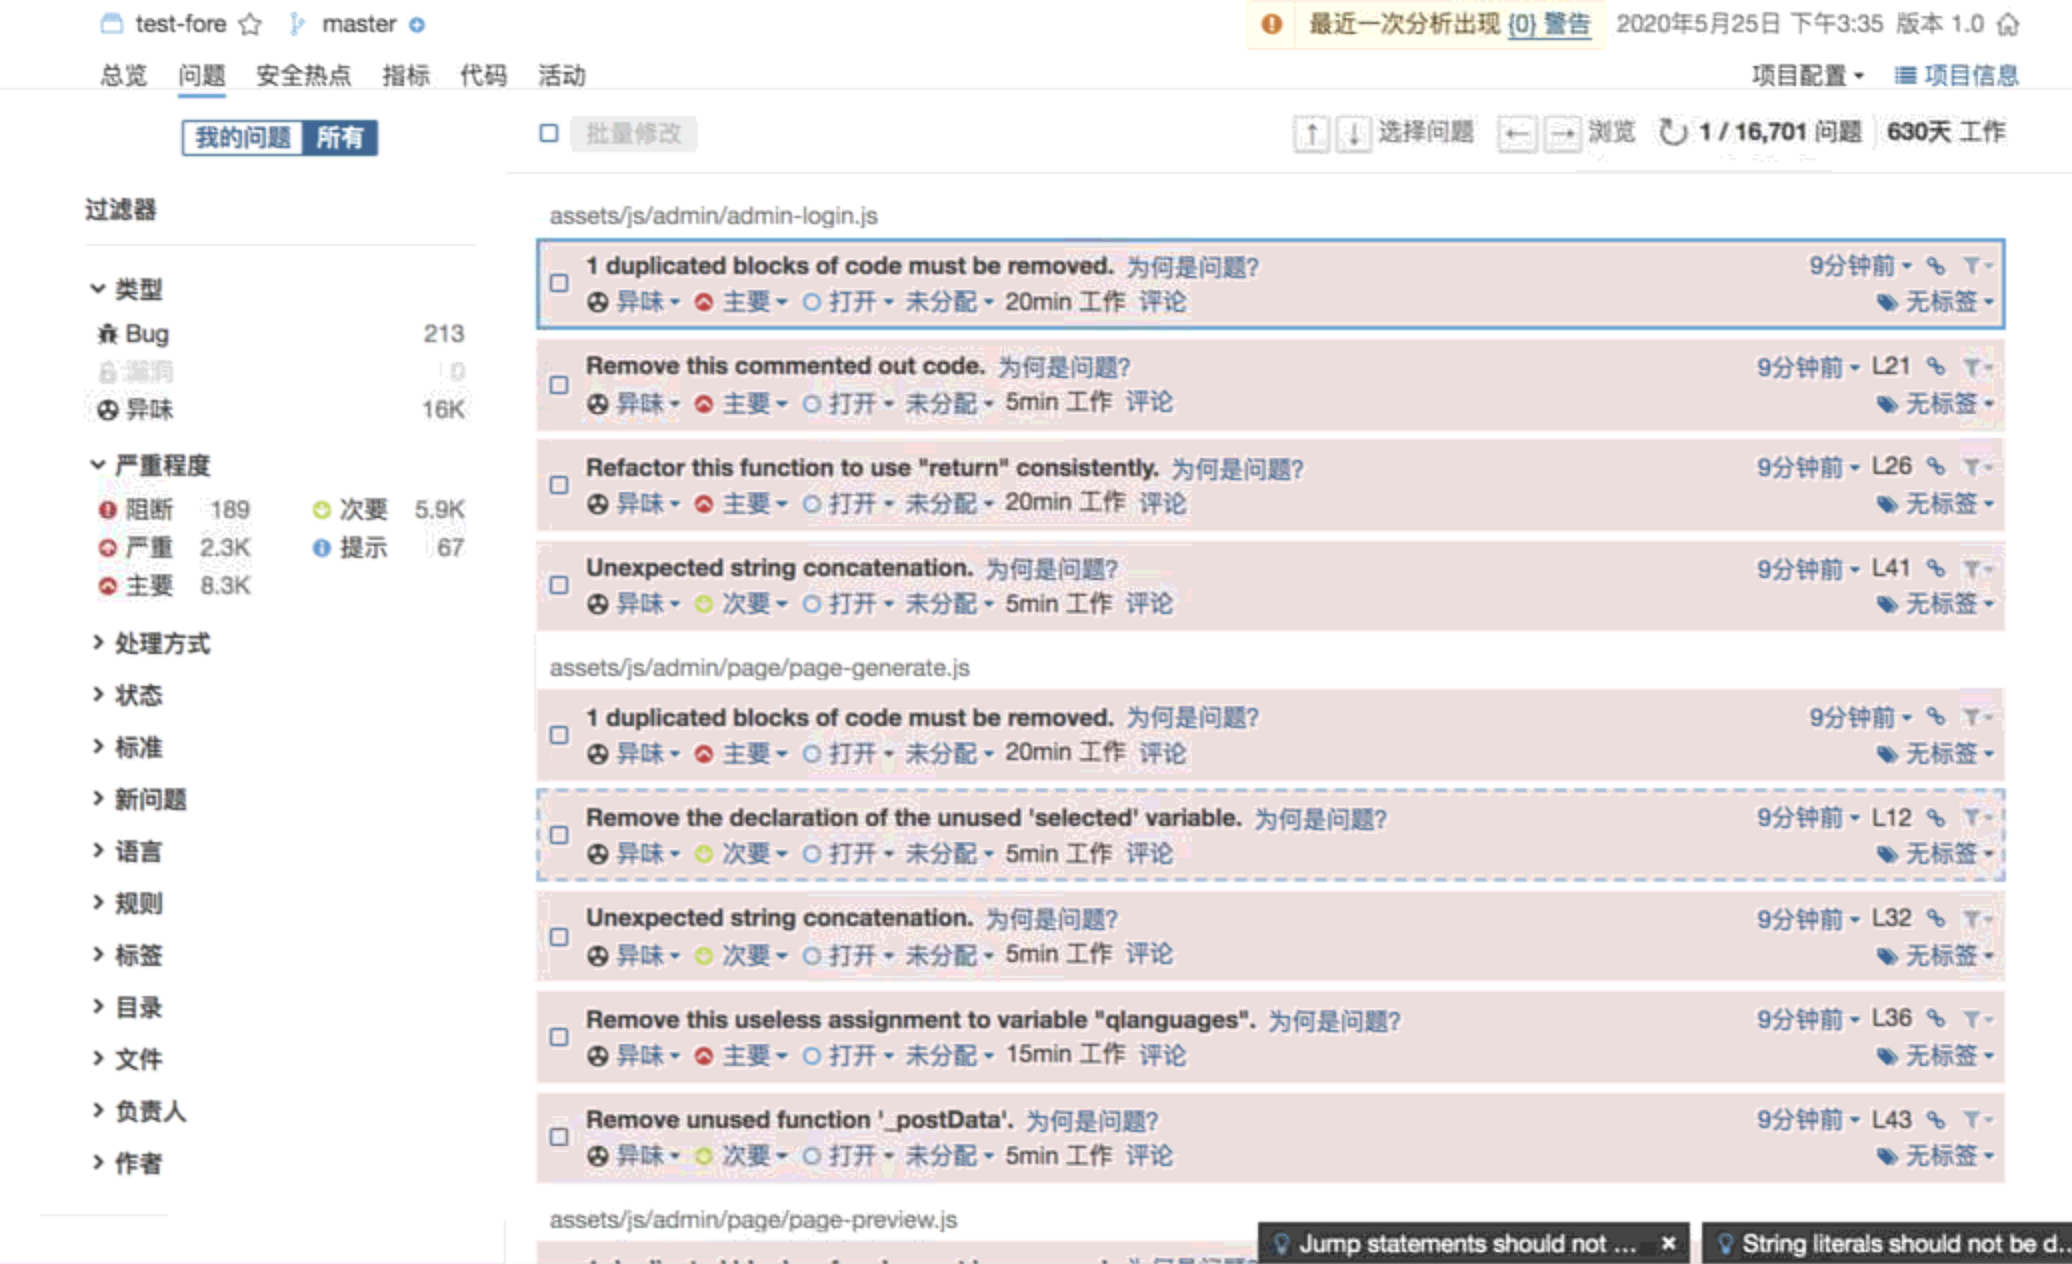 test-fore master
最近一次分析出现 {0} 警告 2020年5月25日 下午3:35 版本 1.0
总览 问题 安全热点 指标 代码 活动
项目配置 项目信息
我的问题 所有
批量修改
↑ ↓ 选择问题 ← → 浏览 1 / 16,701 问题 630天 工作
过滤器
类型
Bug 213
漏洞 0
异味 16K
严重程度
阻断 189 次要 5.9K
严重 2.3K 提示 67
主要 8.3K
处理方式
状态
标准
新问题
语言
规则
标签
目录
文件
负责人
作者
assets/js/admin/admin-login.js
1 duplicated blocks of code must be removed. 为何是问题? 9分钟前
异味 主要 打开 未分配 20min 工作 评论 无标签
Remove this commented out code. 为何是问题? 9分钟前 L21
异味 主要 打开 未分配 5min 工作 评论 无标签
Refactor this function to use "return" consistently. 为何是问题? 9分钟前 L26
异味 主要 打开 未分配 20min 工作 评论 无标签
Unexpected string concatenation. 为何是问题? 9分钟前 L41
异味 次要 打开 未分配 5min 工作 评论 无标签
assets/js/admin/page/page-generate.js
1 duplicated blocks of code must be removed. 为何是问题? 9分钟前
异味 主要 打开 未分配 20min 工作 评论 无标签
Remove the declaration of the unused 'selected' variable. 为何是问题? 9分钟前 L12
异味 次要 打开 未分配 5min 工作 评论 无标签
Unexpected string concatenation. 为何是问题? 9分钟前 L32
异味 次要 打开 未分配 5min 工作 评论 无标签
Remove this useless assignment to variable "qlanguages". 为何是问题? 9分钟前 L36
异味 主要 打开 未分配 15min 工作 评论 无标签
Remove unused function '_postData'. 为何是问题? 9分钟前 L43
异味 次要 打开 未分配 5min 工作 评论 无标签
assets/js/admin/page/page-preview.js
Jump statements should not ... × String literals should not be d...